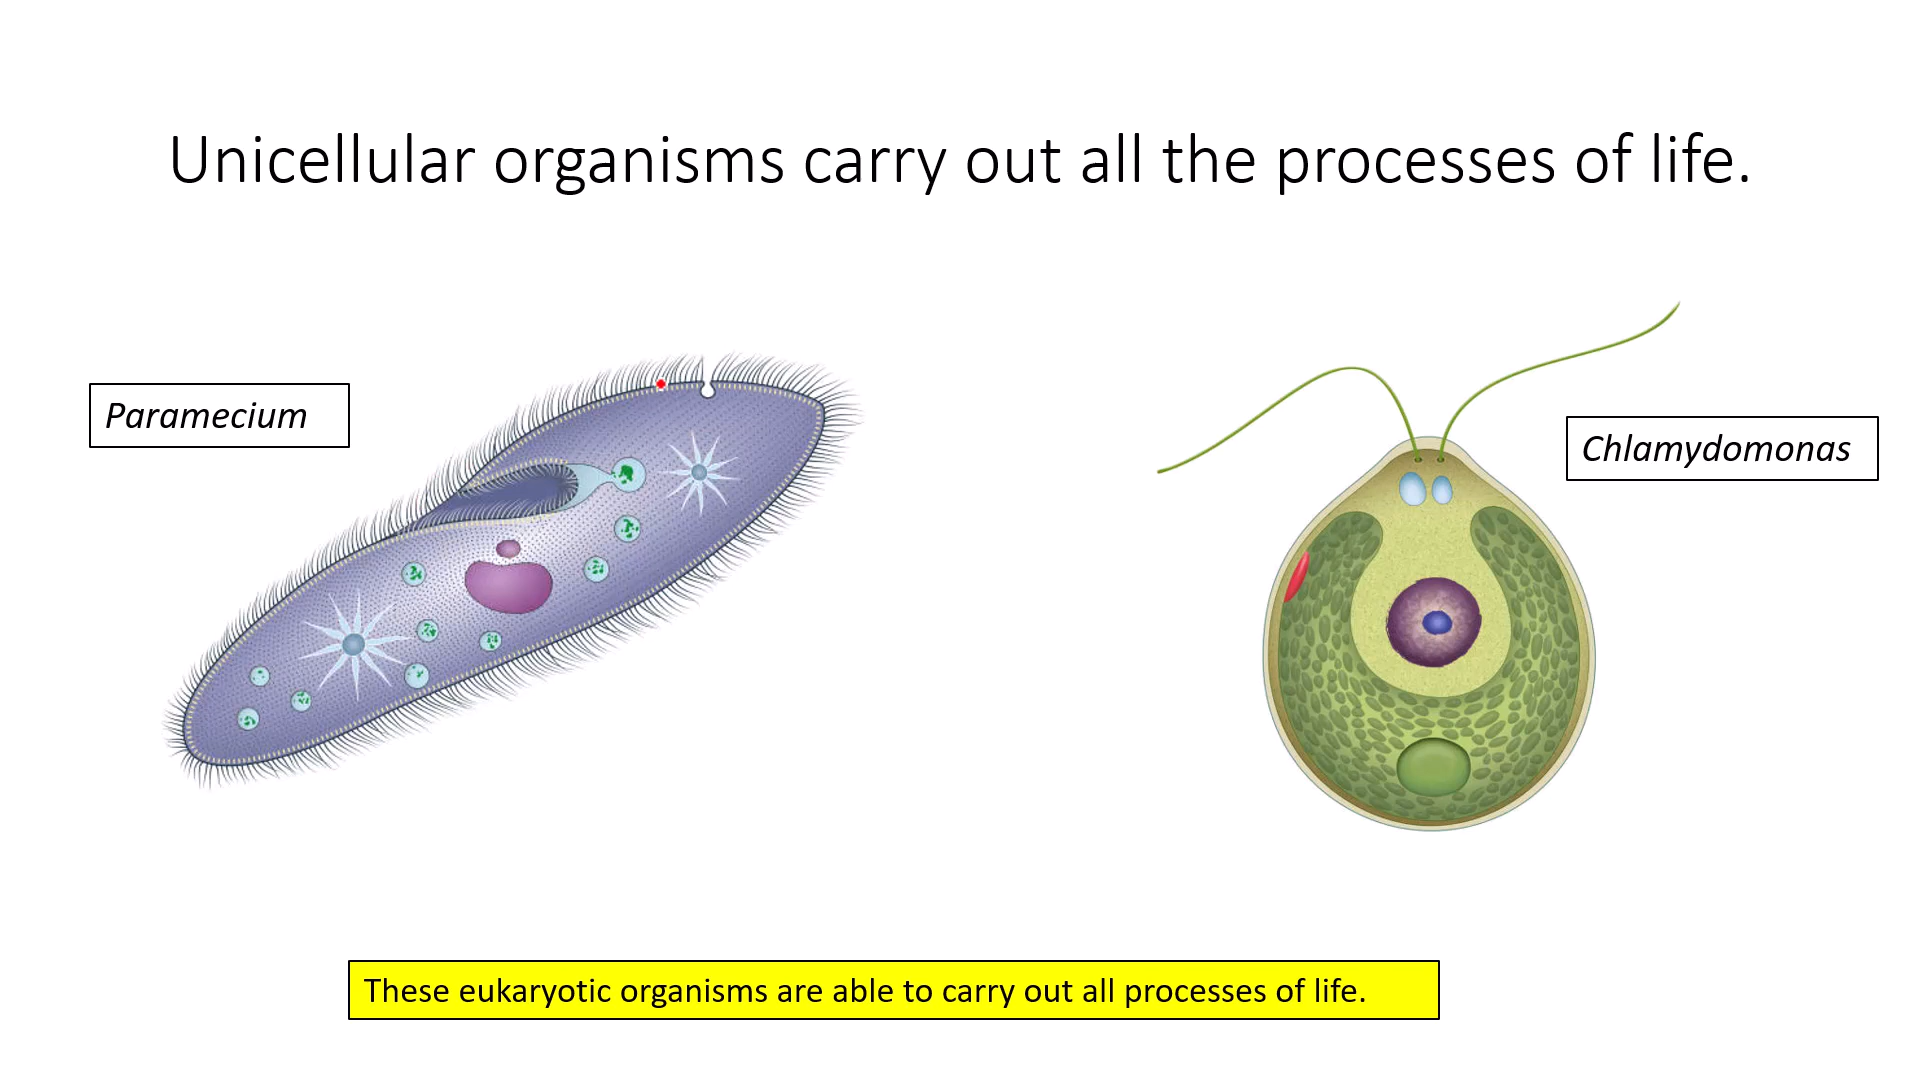 Unicellular organisms carry out all the processes of life.
Paramecium
Chlamydomonas
These eukaryotic organisms are able to carry out all processes of life.